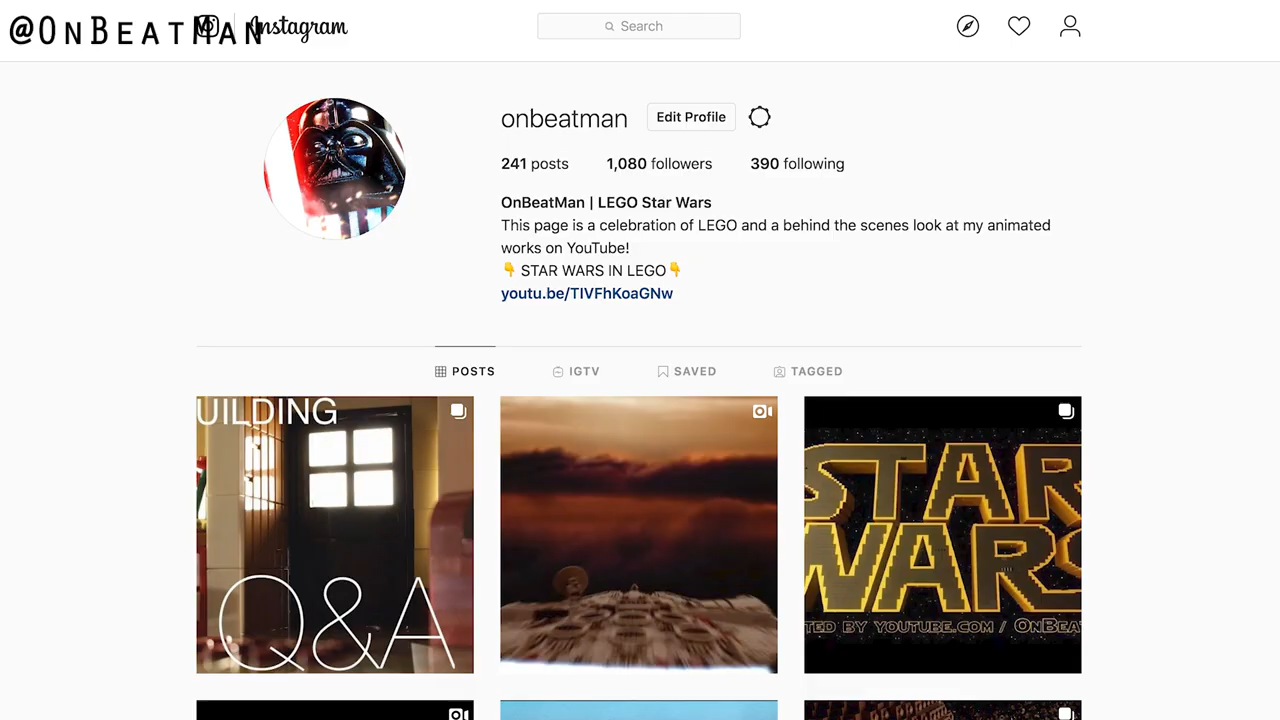 @OnBeatMan
Instagram
Search
onbeatman
Edit Profile
241 posts
1,080 followers
390 following
OnBeatMan | LEGO Star Wars
This page is a celebration of LEGO and a behind the scenes look at my animated
works on YouTube!
👇 STAR WARS IN LEGO👇
youtu.be/TIVFhKoaGNw
POSTS
IGTV
SAVED
TAGGED
UILDING
Q&A
STAR
WARS
TED BY YOUTUBE.COM / ONBEA